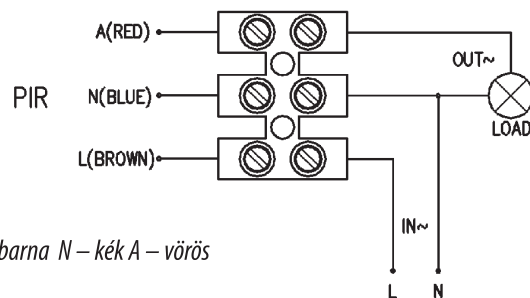 A(RED)
OUT~
PIR
N(BLUE)
LOAD
L(BROWN)
IN~
barna N – kék A – vörös
L N